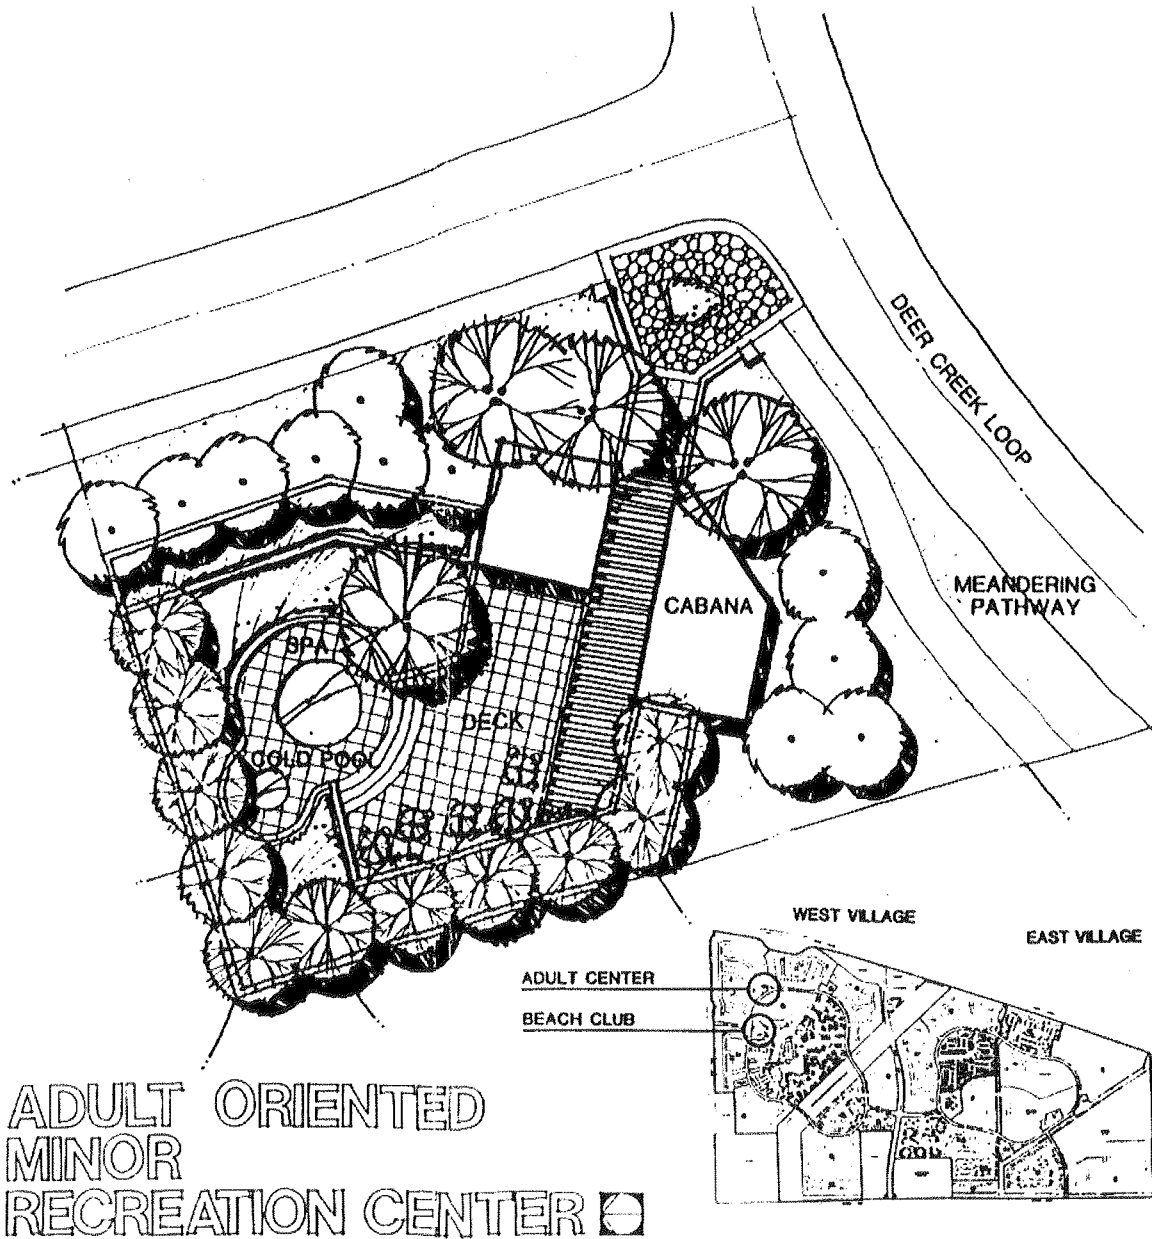 DEER CREEK LOOP
MEANDERING
PATHWAY
CABANA
SPA
DECK
COLD POOL
WEST VILLAGE
EAST VILLAGE
ADULT CENTER
BEACH CLUB
ADULT ORIENTED
MINOR
RECREATION CENTER